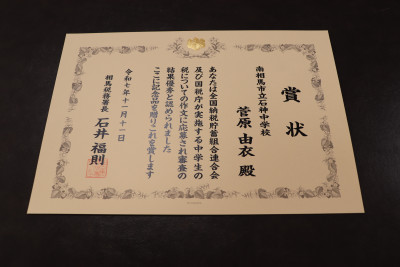 賞状
南相馬市立石神中学校
菅原 由衣 殿
あなたは全国納税貯蓄組合連合会
及び国税庁が実施する中学生の
税についての作文に応募され審査の
結果優秀と認められました
ここに記念品を贈りこれを賞します
令和七年十一月十一日
相馬税務署長 石井 福則